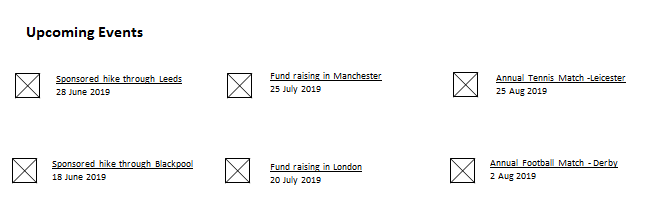 Upcoming Events
Sponsored hike through Leeds
28 June 2019
Fund raising in Manchester
25 July 2019
Annual Tennis Match -Leicester
25 Aug 2019
Sponsored hike through Blackpool
18 June 2019
Fund raising in London
20 July 2019
Annual Football Match - Derby
2 Aug 2019